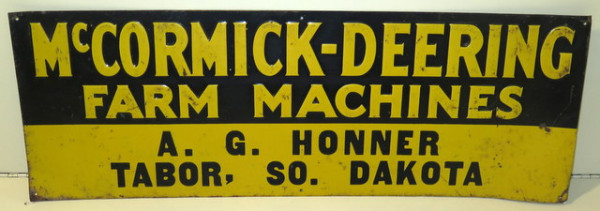 McCORMICK-DEERING
FARM MACHINES
A. G. HONNER
TABOR, SO. DAKOTA